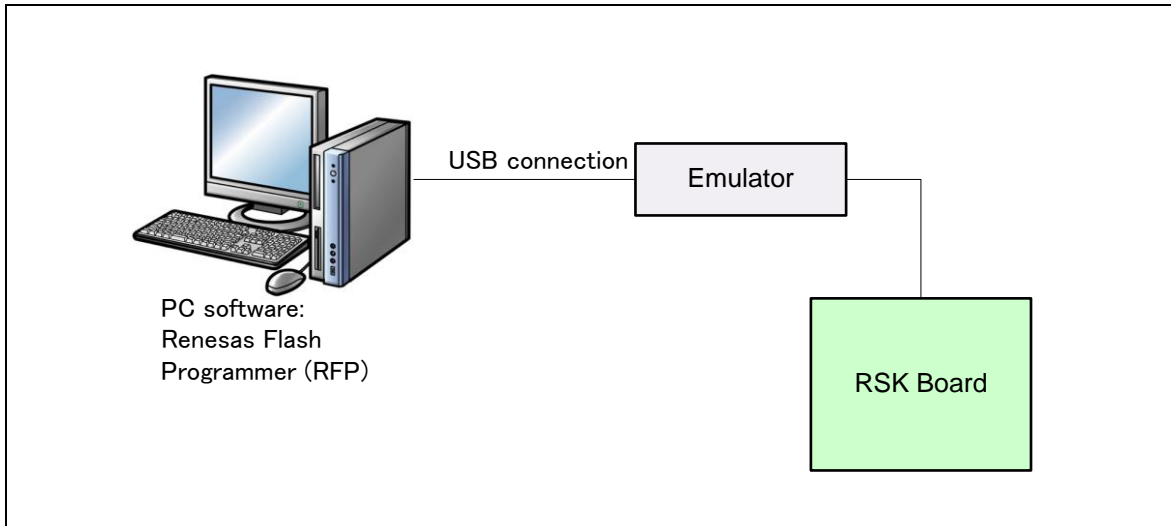 USB connection
Emulator
PC software:
Renesas Flash
Programmer (RFP)
RSK Board